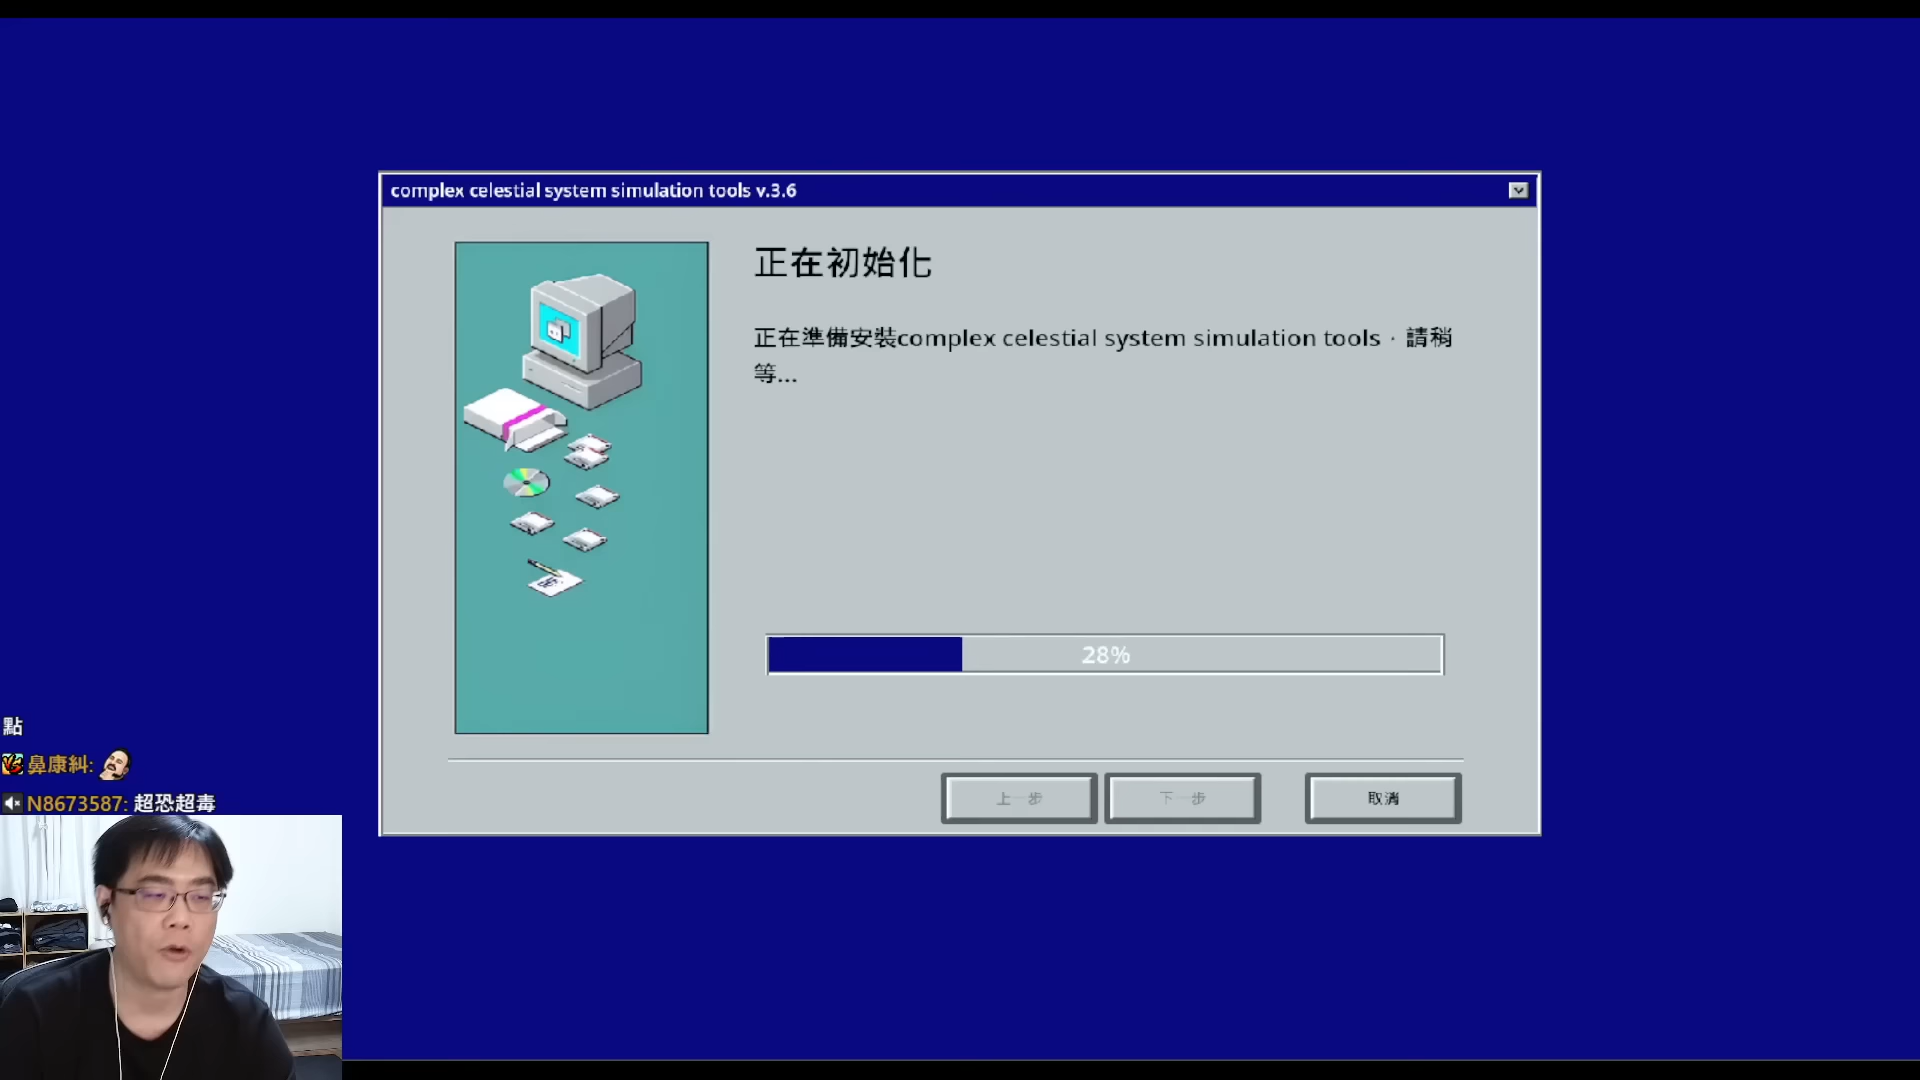 complex celestial system simulation tools v.3.6
正在初始化
正在準備安裝complex celestial system simulation tools，請稍
等...
28%
上一步
下一步
取消
點
鼻康糾:
N8673587: 超恐超毒